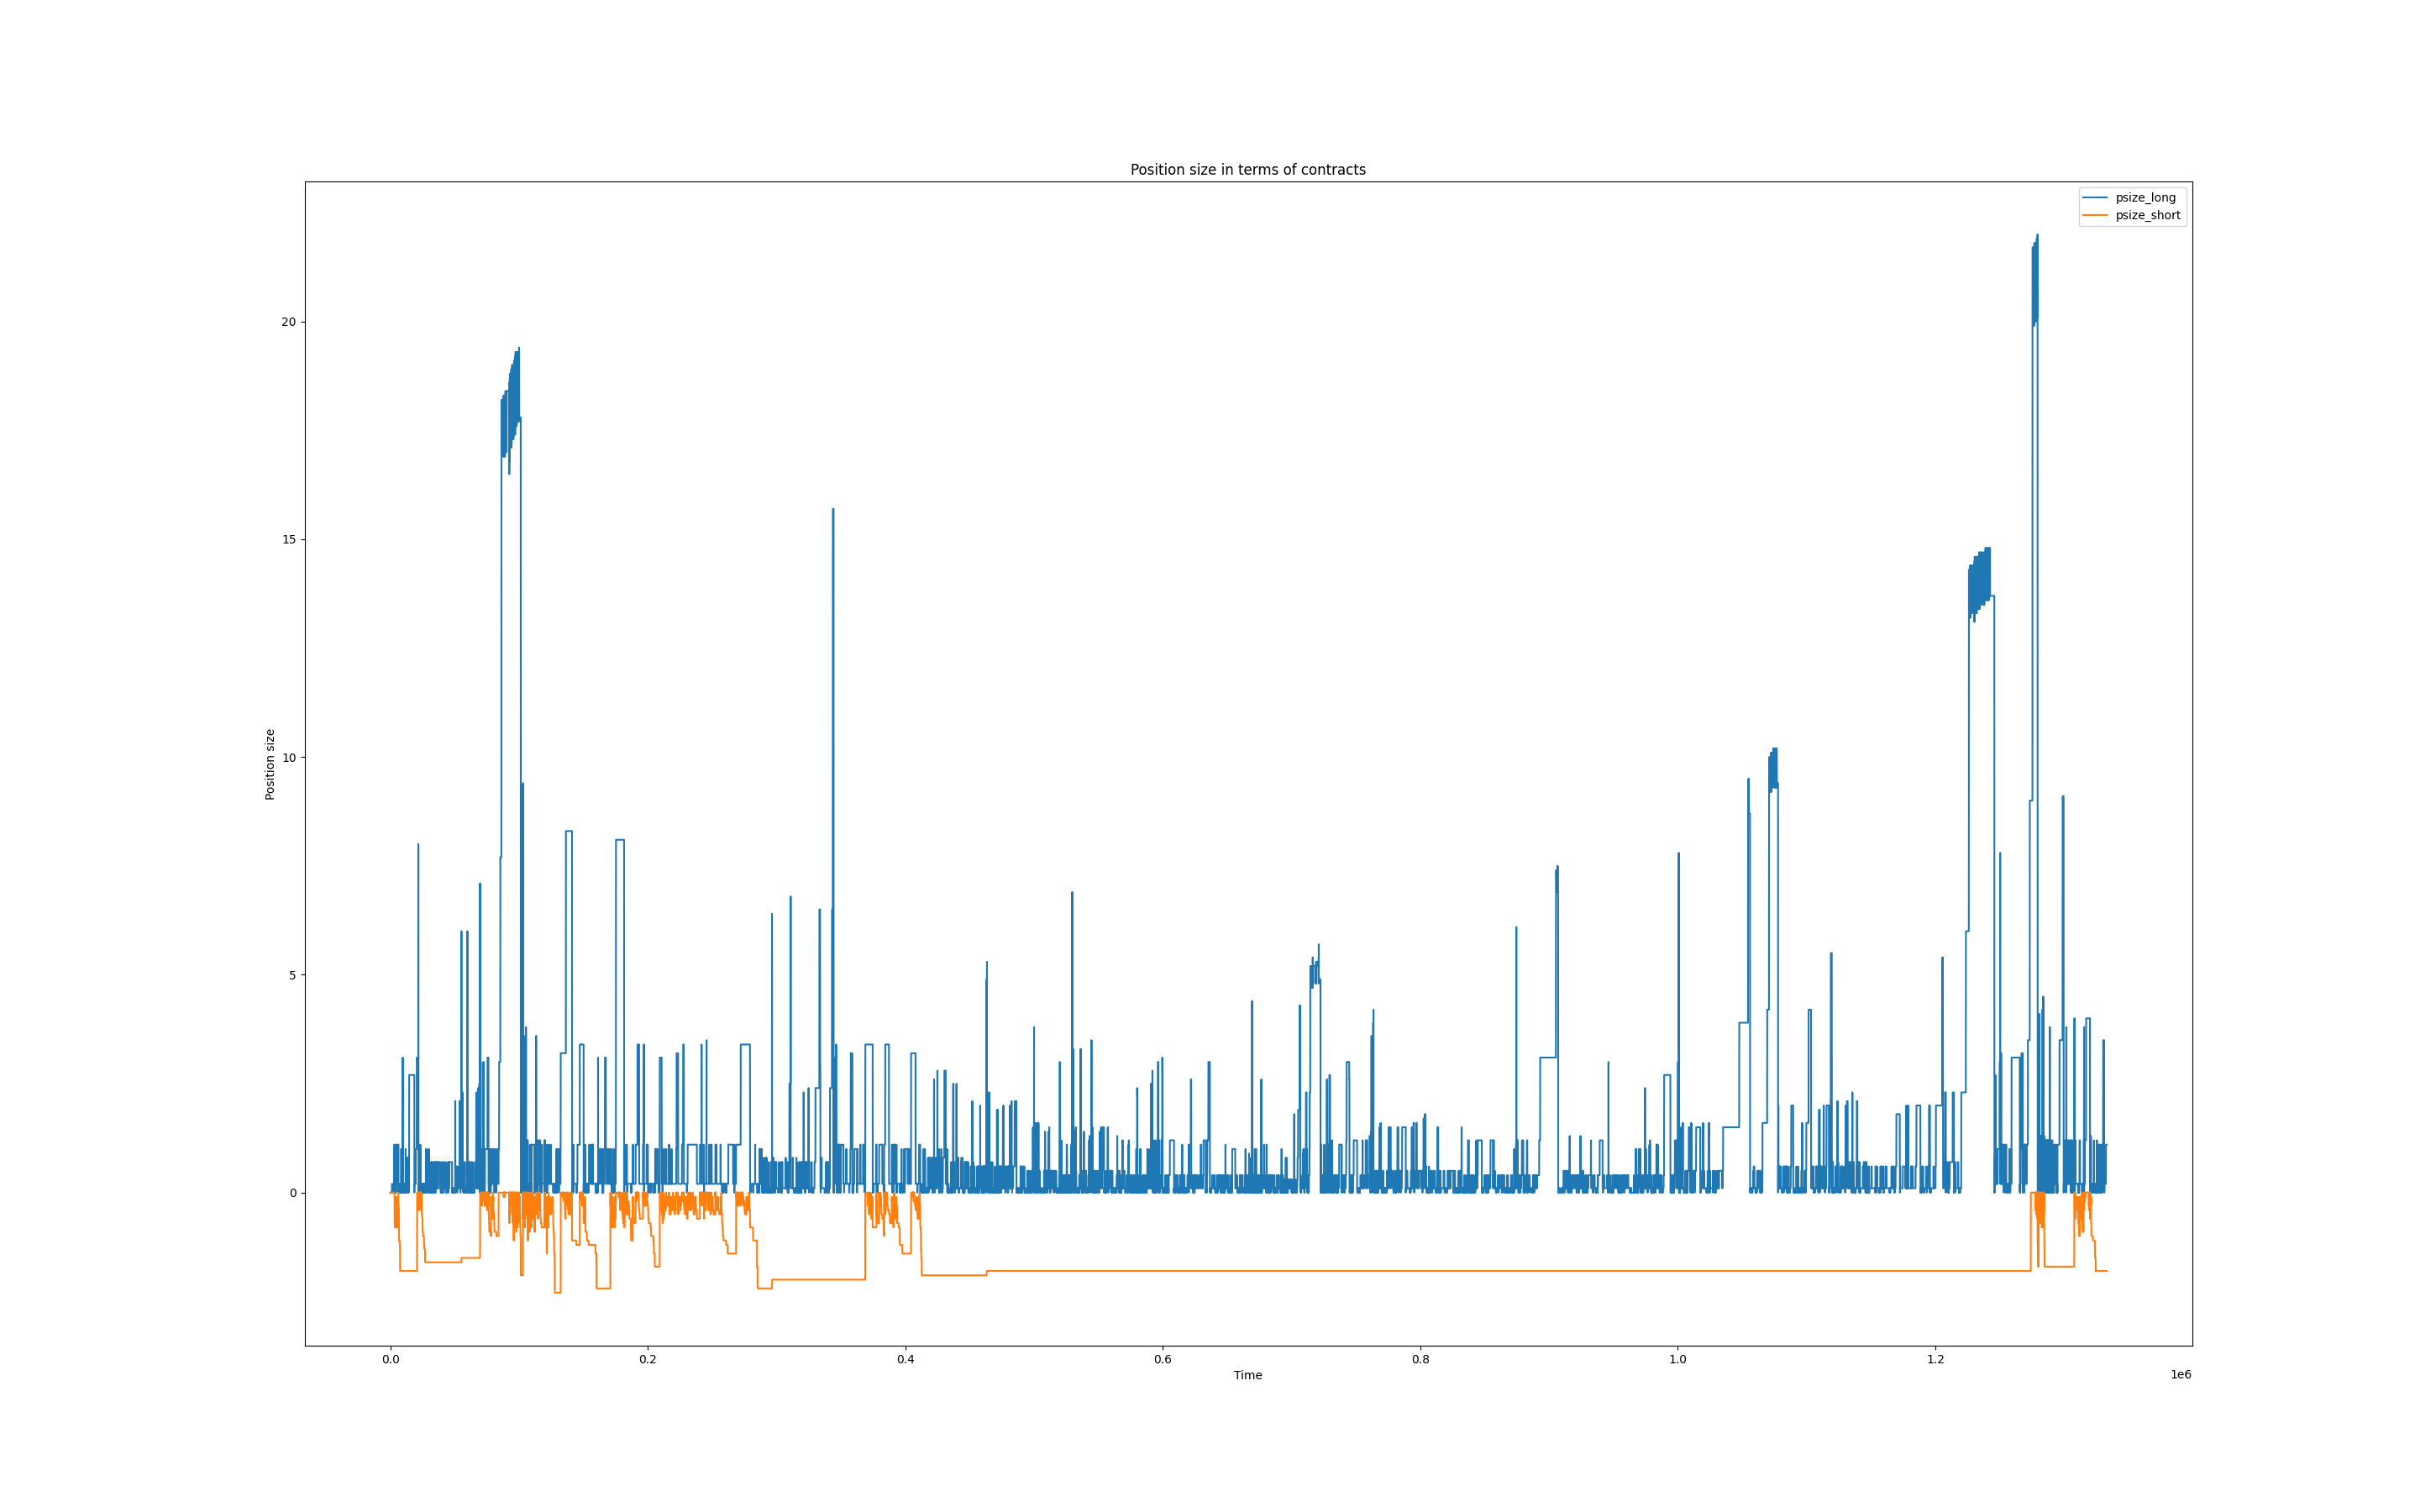 Position size in terms of contracts
psize_long
psize_short
Position size
20
15
10
5
0
0.0 0.2 0.4 0.6 0.8 1.0 1.2
Time
1e6